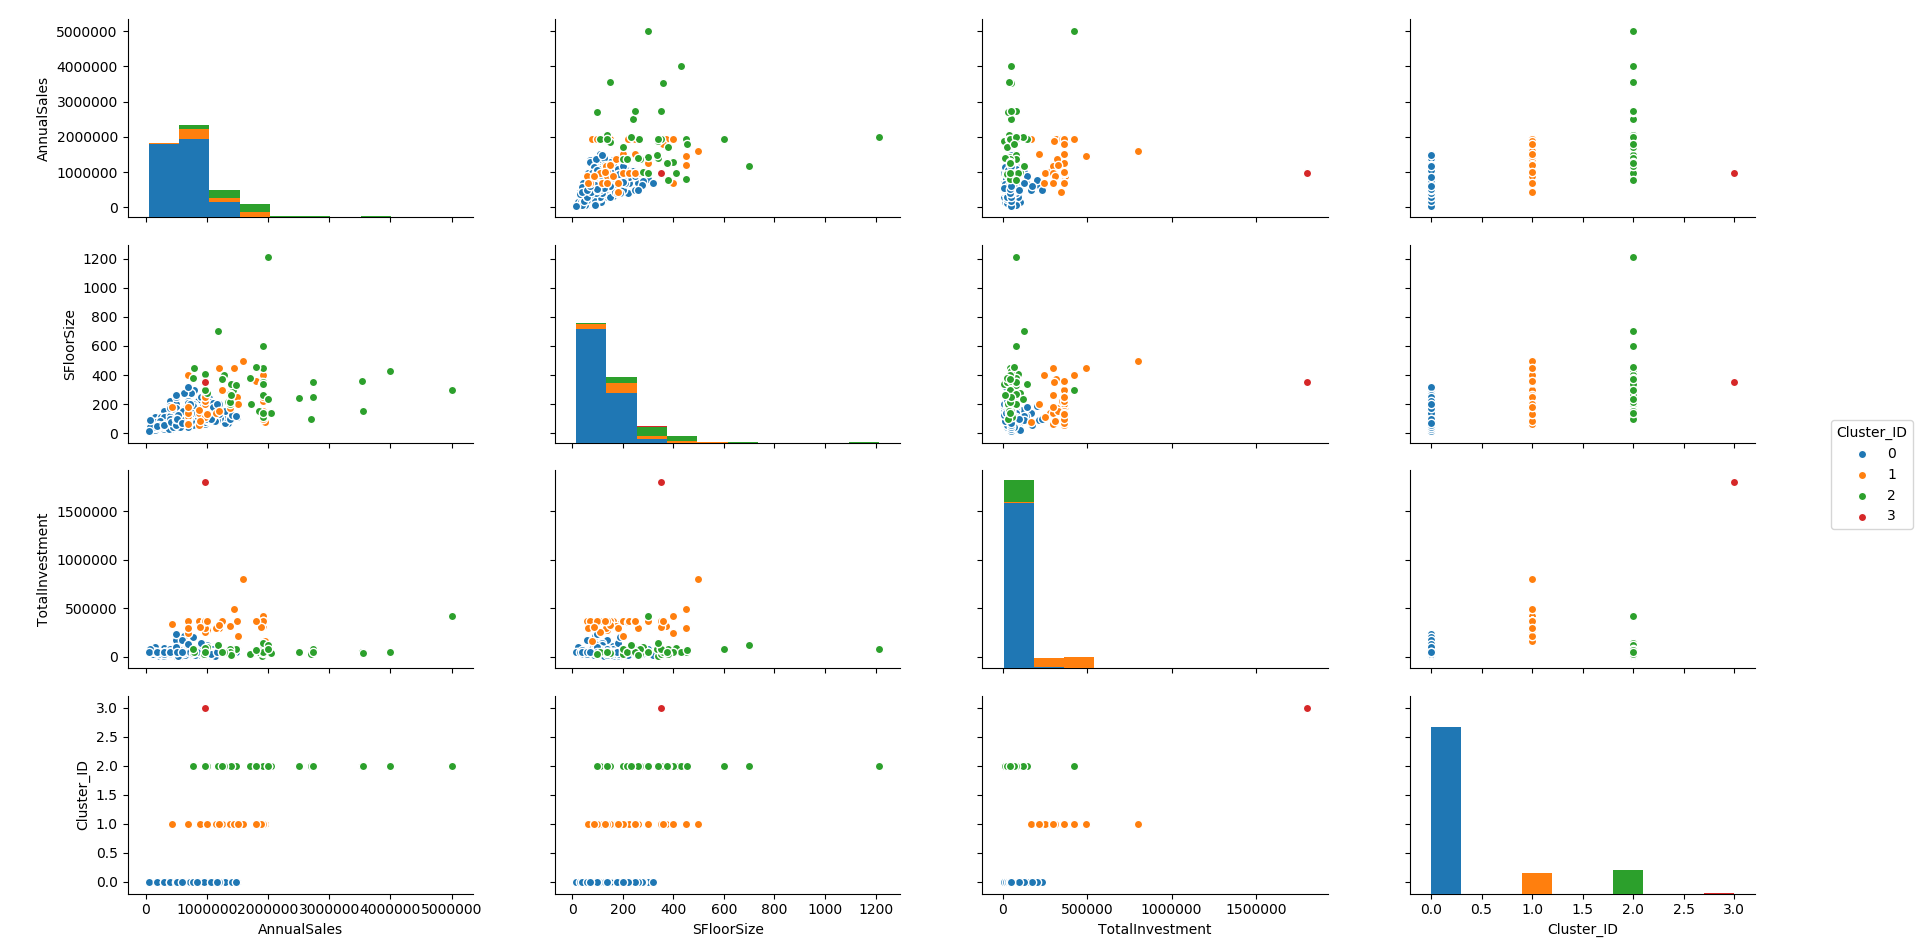 5000000
4000000
3000000
2000000
1000000
0
AnnualSales
1200
1000
800
600
400
200
0
SFloorSize
1500000
1000000
500000
0
TotalInvestment
Cluster_ID
0
1
2
3
3.0
2.5
2.0
1.5
1.0
0.5
0.0
Cluster_ID
0 1000000 2000000 3000000 4000000 5000000
AnnualSales
0 200 400 600 800 1000 1200
SFloorSize
0 500000 1000000 1500000
TotalInvestment
0.0 0.5 1.0 1.5 2.0 2.5 3.0
Cluster_ID